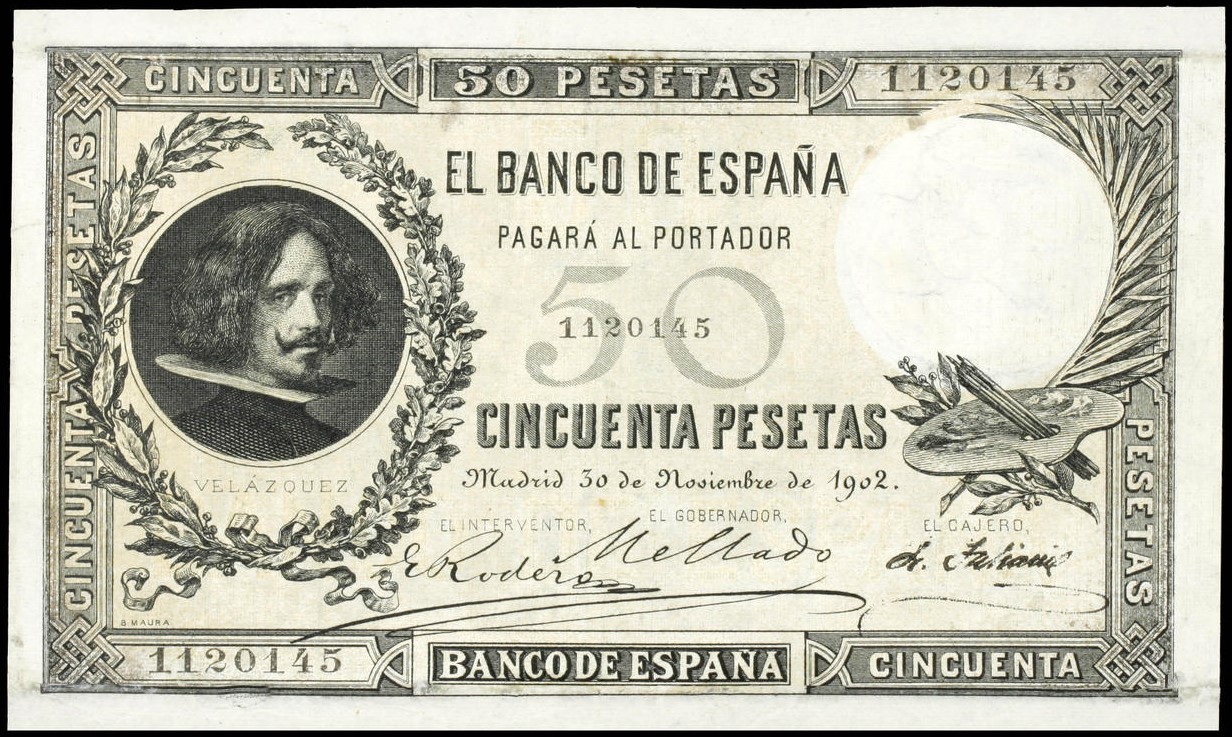 CINCUENTA
50 PESETAS
1120145
CINCUENTA PESETAS
EL BANCO DE ESPAÑA
PAGARÁ AL PORTADOR
50
1120145
CINCUENTA PESETAS
Madrid 30 de Noviembre de 1902.
VELÁZQUEZ
EL INTERVENTOR,
EL GOBERNADOR,
EL CAJERO,
Mellado
B MAURA
PESETAS
1120145
BANCO DE ESPAÑA
CINCUENTA